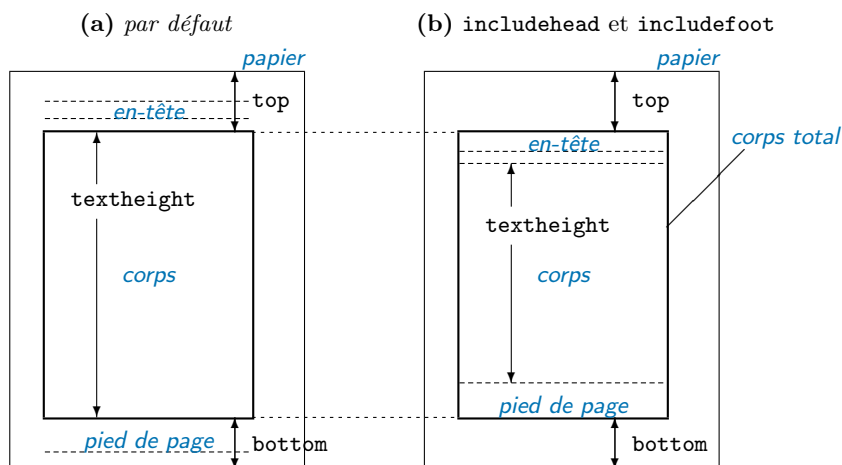 (a) par défaut
(b) includehead et includefoot
papier
papier
top
top
en-tête
en-tête
corps total
textheight
textheight
corps
corps
pied de page
pied de page
bottom
bottom